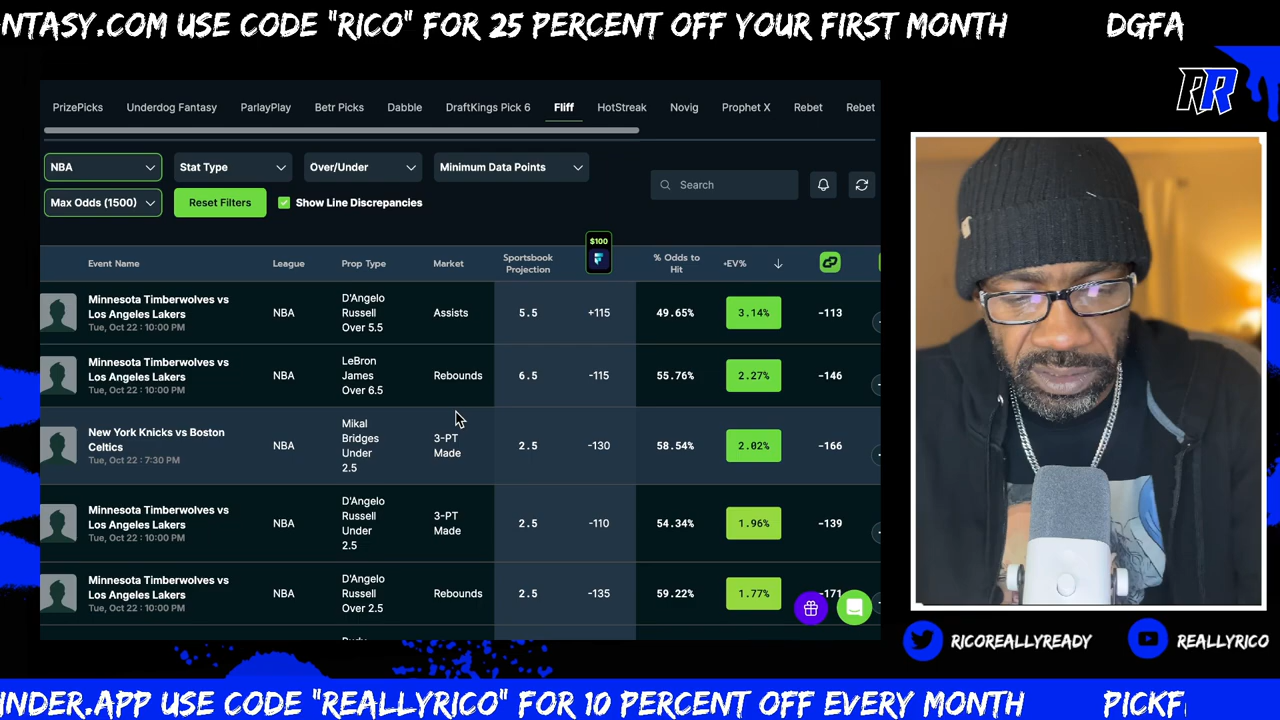 NTASY.COM USE CODE "RICO" FOR 25 PERCENT OFF YOUR FIRST MONTH DGFA
RR
PrizePicks Underdog Fantasy ParlayPlay Betr Picks Dabble DraftKings Pick 6 Fliff HotStreak Novig Prophet X Rebet Rebet
NBA Stat Type Over/Under Minimum Data Points Search
Max Odds (1500) Reset Filters Show Line Discrepancies
Event Name League Prop Type Market Sportsbook Projection $100 % Odds to Hit +EV%
Minnesota Timberwolves vs
Los Angeles Lakers
Tue, Oct 22 : 10:00 PM
NBA
D'Angelo
Russell
Over 5.5
Assists 5.5 +115 49.65% 3.14% -113
Minnesota Timberwolves vs
Los Angeles Lakers
Tue, Oct 22 : 10:00 PM
NBA
LeBron
James
Over 6.5
Rebounds 6.5 -115 55.76% 2.27% -146
New York Knicks vs Boston
Celtics
Tue, Oct 22 : 7:30 PM
NBA
Mikal
Bridges
Under
2.5
3-PT
Made
2.5 -130 58.54% 2.02% -166
Minnesota Timberwolves vs
Los Angeles Lakers
Tue, Oct 22 : 10:00 PM
NBA
D'Angelo
Russell
Under
2.5
3-PT
Made
2.5 -110 54.34% 1.96% -139
Minnesota Timberwolves vs
Los Angeles Lakers
Tue, Oct 22 : 10:00 PM
NBA
D'Angelo
Russell
Over 2.5
Rebounds 2.5 -135 59.22% 1.77% -171
RICOREALLYREADY REALLYRICO
INDER.APP USE CODE "REALLYRICO" FOR 10 PERCENT OFF EVERY MONTH PICKF